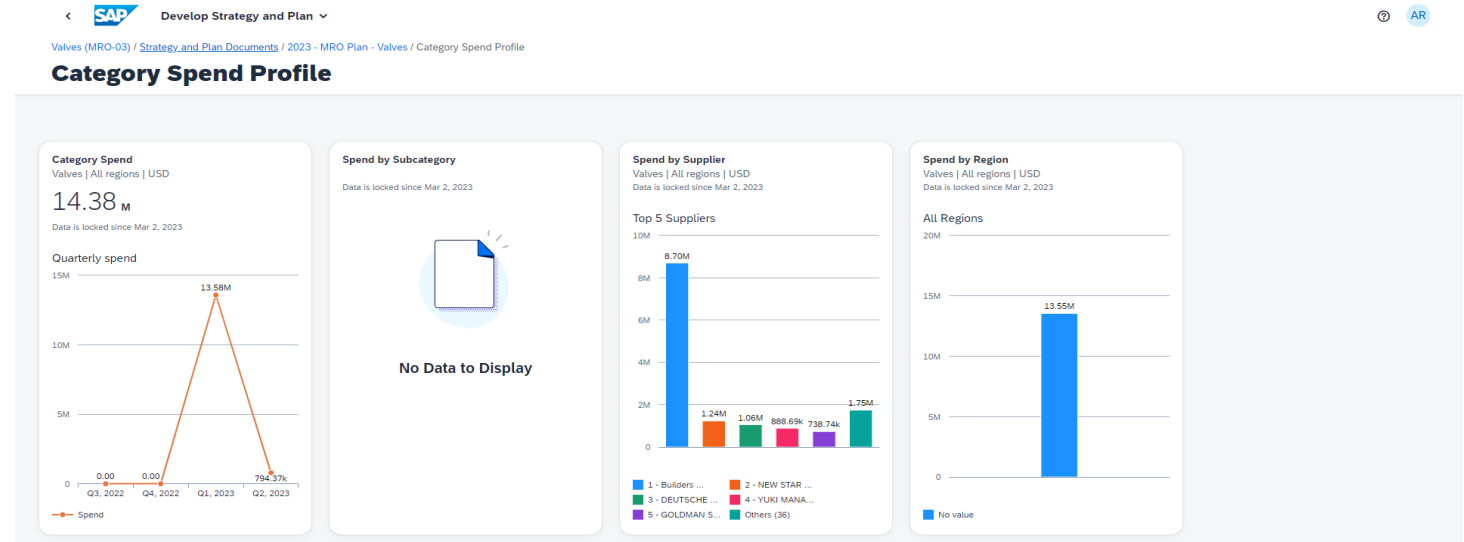 SAP Develop Strategy and Plan
AR
Valves (MRO-03) / Strategy and Plan Documents / 2023 - MRO Plan - Valves / Category Spend Profile
Category Spend Profile
Category Spend
Valves | All regions | USD
14.38 M
Data is locked since Mar 2, 2023
Quarterly spend
15M
13.58M
10M
5M
0.00
0.00
794.37k
0
Q3, 2022 Q4, 2022 Q1, 2023 Q2, 2023
Spend
Spend by Subcategory
Data is locked since Mar 2, 2023
No Data to Display
Spend by Supplier
Valves | All regions | USD
Data is locked since Mar 2, 2023
Top 5 Suppliers
10M
8.70M
8M
6M
4M
2M
1.24M 1.06M 888.69k 738.74k 1.75M
0
1 - Builders ... 2 - NEW STAR ...
3 - DEUTSCHE ... 4 - YUKI MANA...
5 - GOLDMAN S... Others (36)
Spend by Region
Valves | All regions | USD
Data is locked since Mar 2, 2023
All Regions
20M
15M
13.55M
10M
5M
0
No value